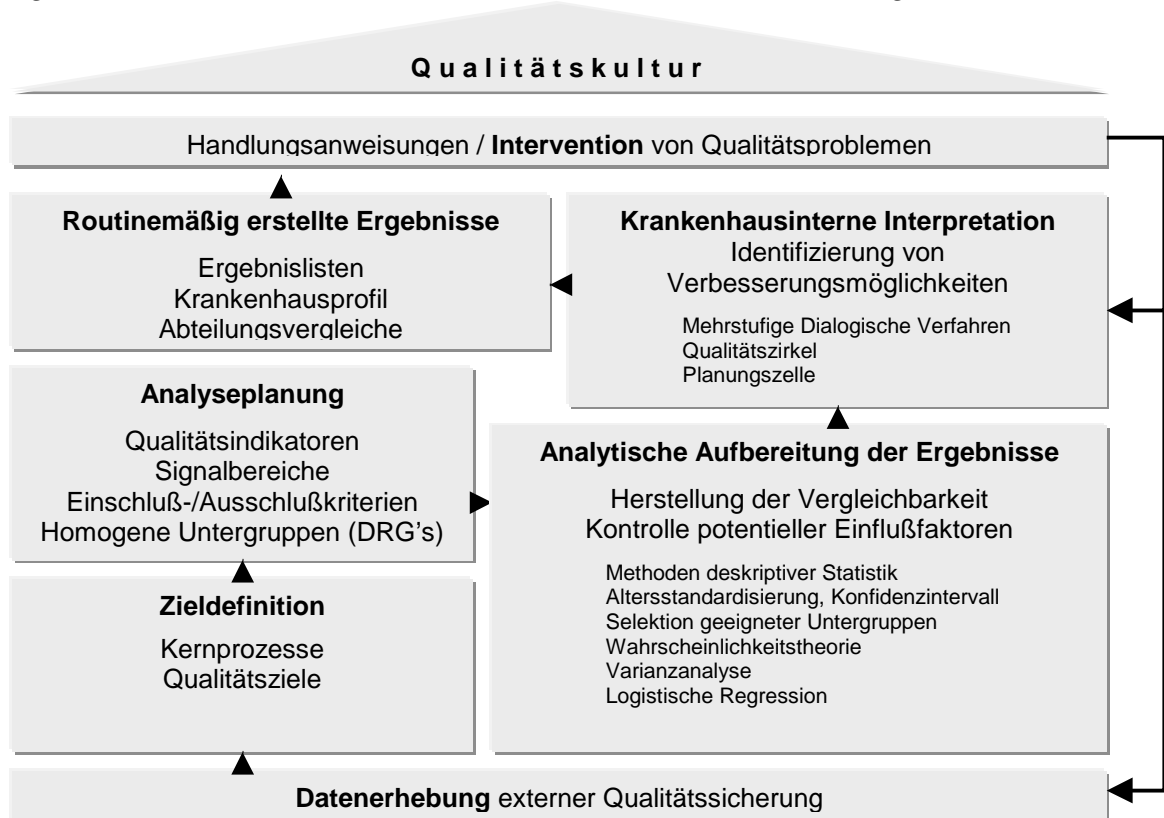 Qualitätskultur
Handlungsanweisungen / Intervention von Qualitätsproblemen
Routinemäßig erstellte Ergebnisse
Ergebnislisten
Krankenhausprofil
Abteilungsvergleiche
Krankenhausinterne Interpretation
Identifizierung von
Verbesserungsmöglichkeiten
Mehrstufige Dialogische Verfahren
Qualitätszirkel
Planungszelle
Analyseplanung
Qualitätsindikatoren
Signalbereiche
Einschluß-/Ausschlußkriterien
Homogene Untergruppen (DRG's)
Analytische Aufbereitung der Ergebnisse
Herstellung der Vergleichbarkeit
Kontrolle potentieller Einflußfaktoren
Methoden deskriptiver Statistik
Altersstandardisierung, Konfidenzintervall
Selektion geeigneter Untergruppen
Wahrscheinlichkeitstheorie
Varianzanalyse
Logistische Regression
Zieldefinition
Kernprozesse
Qualitätsziele
Datenerhebung externer Qualitätssicherung